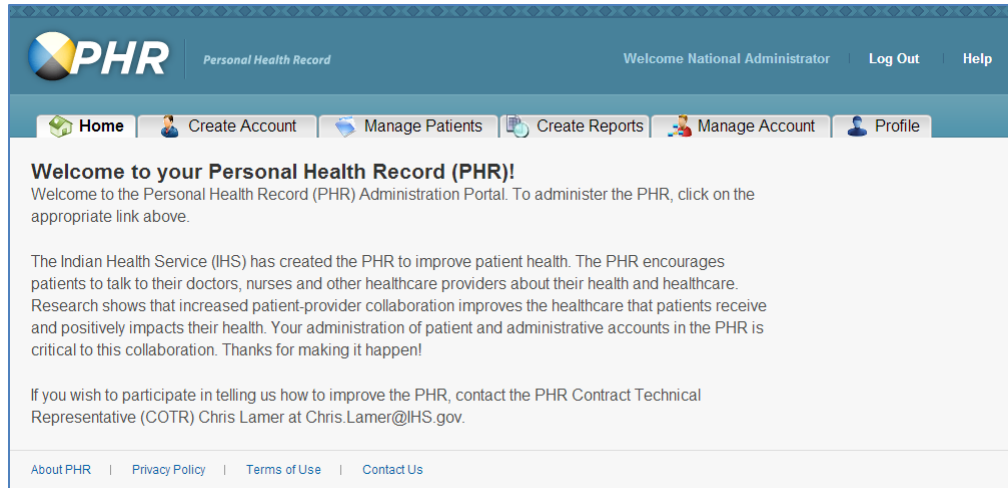 PHR Personal Health Record Welcome National Administrator Log Out Help
Home Create Account Manage Patients Create Reports Manage Account Profile
Welcome to your Personal Health Record (PHR)!
Welcome to the Personal Health Record (PHR) Administration Portal. To administer the PHR, click on the
appropriate link above.
The Indian Health Service (IHS) has created the PHR to improve patient health. The PHR encourages
patients to talk to their doctors, nurses and other healthcare providers about their health and healthcare.
Research shows that increased patient-provider collaboration improves the healthcare that patients receive
and positively impacts their health. Your administration of patient and administrative accounts in the PHR is
critical to this collaboration. Thanks for making it happen!
If you wish to participate in telling us how to improve the PHR, contact the PHR Contract Technical
Representative (COTR) Chris Lamer at Chris.Lamer@IHS.gov.
About PHR | Privacy Policy | Terms of Use | Contact Us